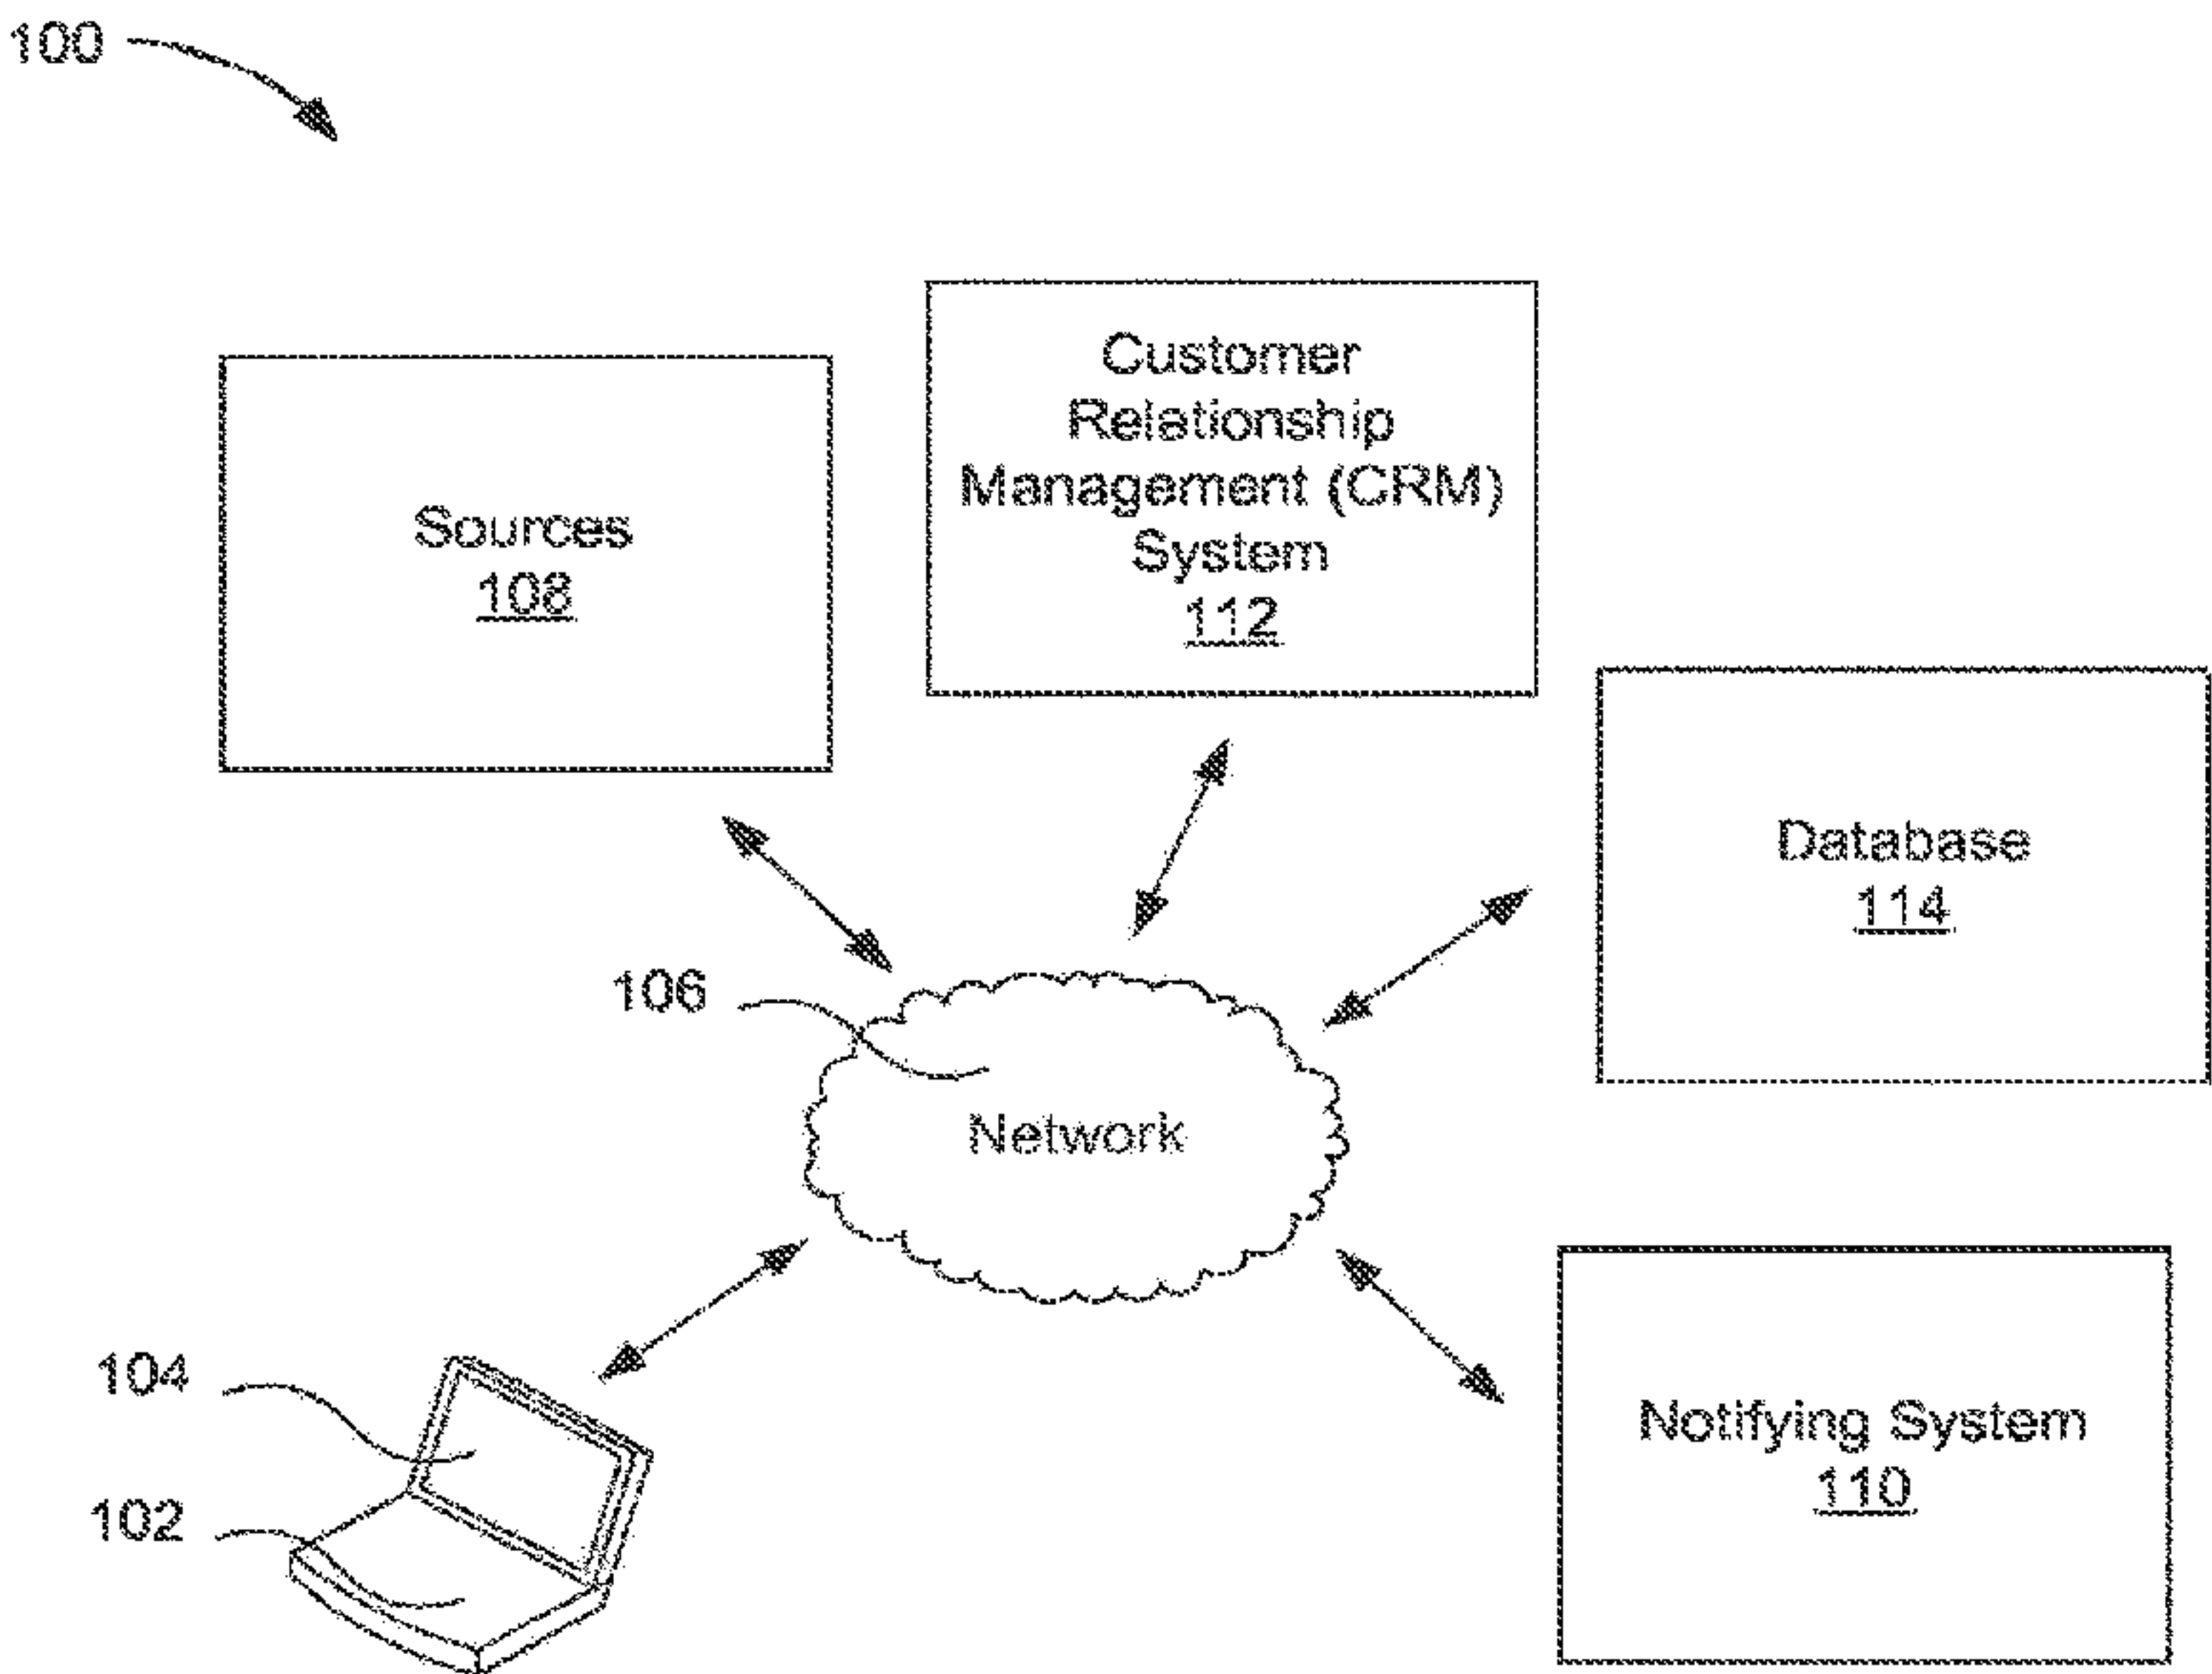 100
Customer
Relationship
Management (CRM)
System
112
Sources
108
Database
114
106
Network
104
102
Notifying System
110